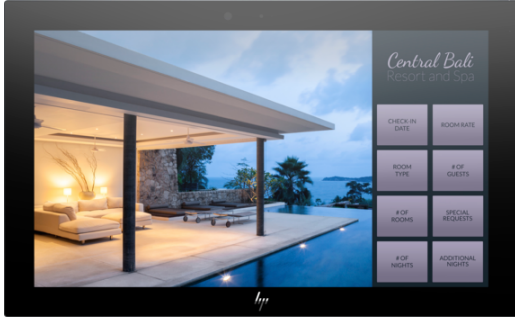 Central Bali
Resort and Spa
CHECK-IN
DATE
ROOM RATE
ROOM
TYPE
# OF
GUESTS
# OF
ROOMS
SPECIAL
REQUESTS
# OF
NIGHTS
ADDITIONAL
NIGHTS
hp